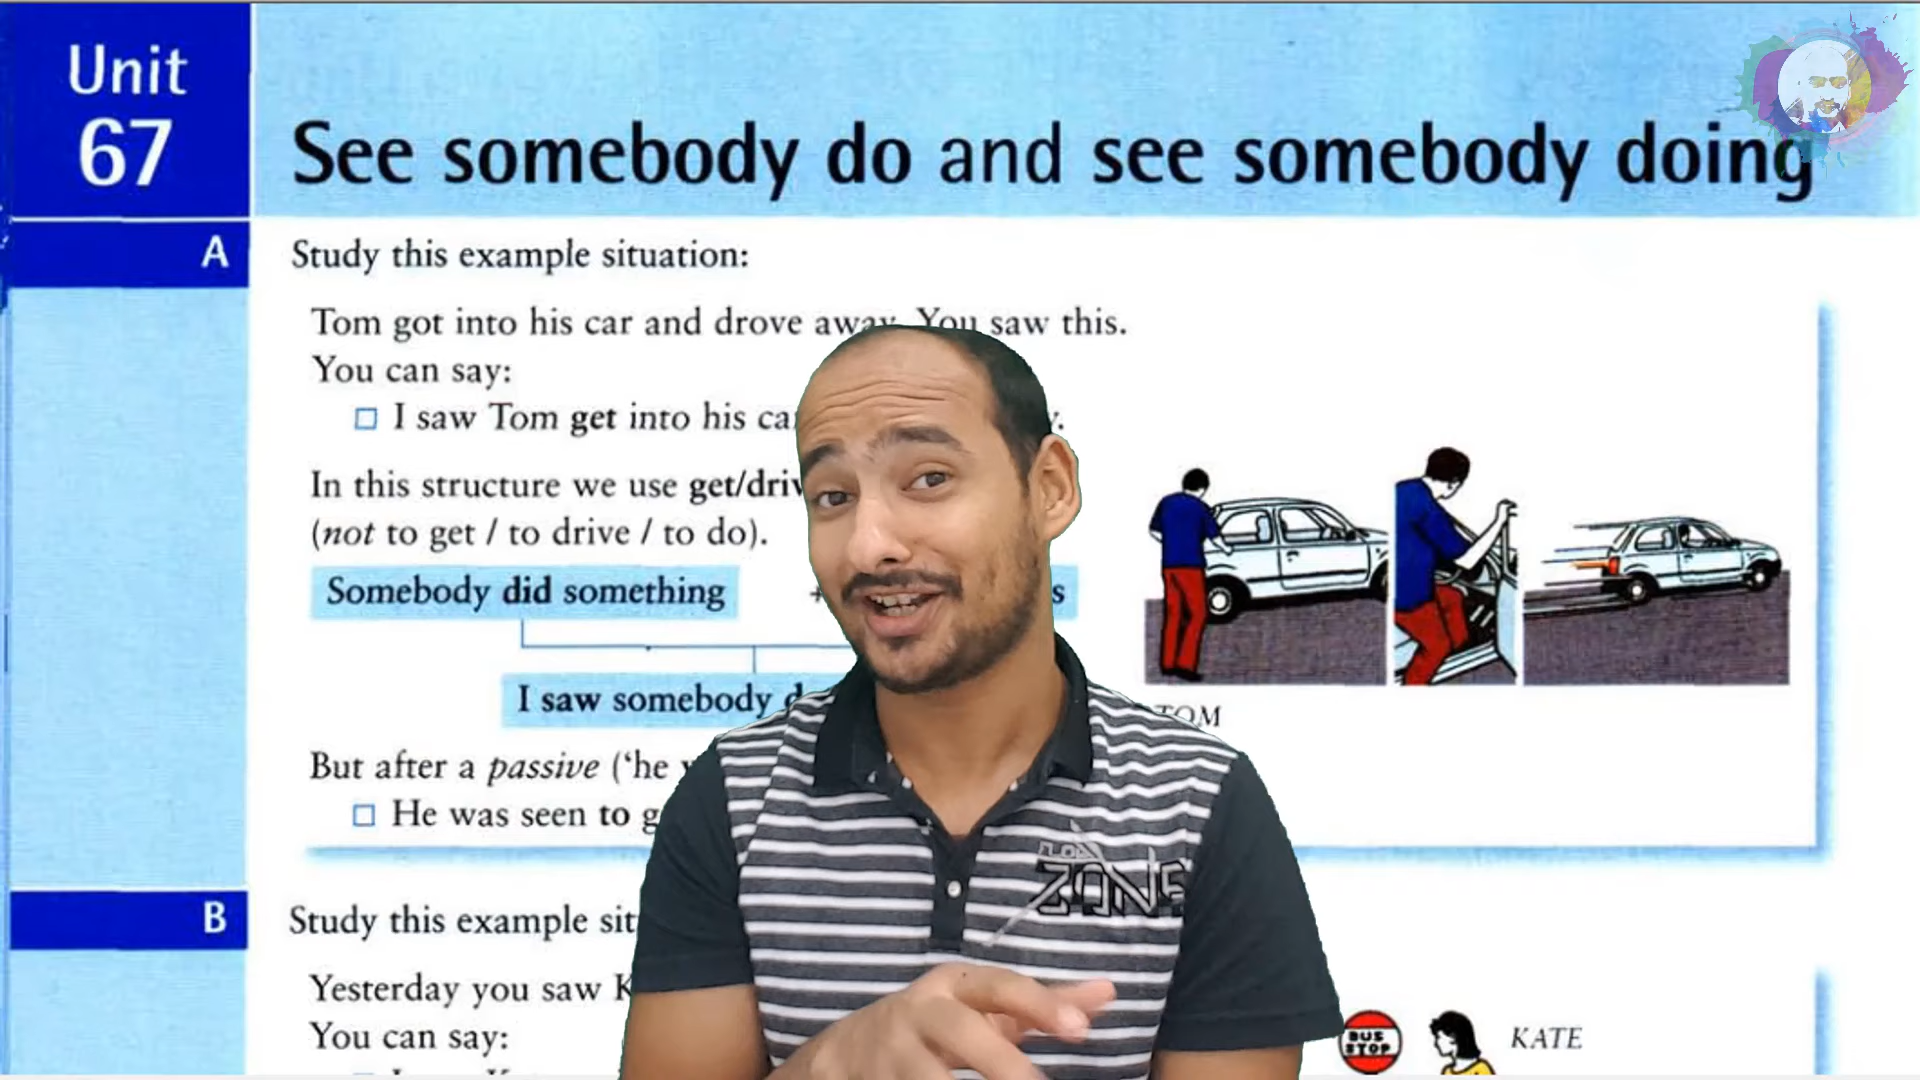 Unit
67
See somebody do and see somebody doing
A
Study this example situation:
Tom got into his car and drove away. You saw this.
You can say:
I saw Tom get into his car
In this structure we use get/driv
(not to get / to drive / to do).
Somebody did something
+
s
I saw somebody d
TOM
But after a passive ('he
He was seen to g
B
Study this example sit
Yesterday you saw K
You can say:
BUS
STOP
KATE
ZONE